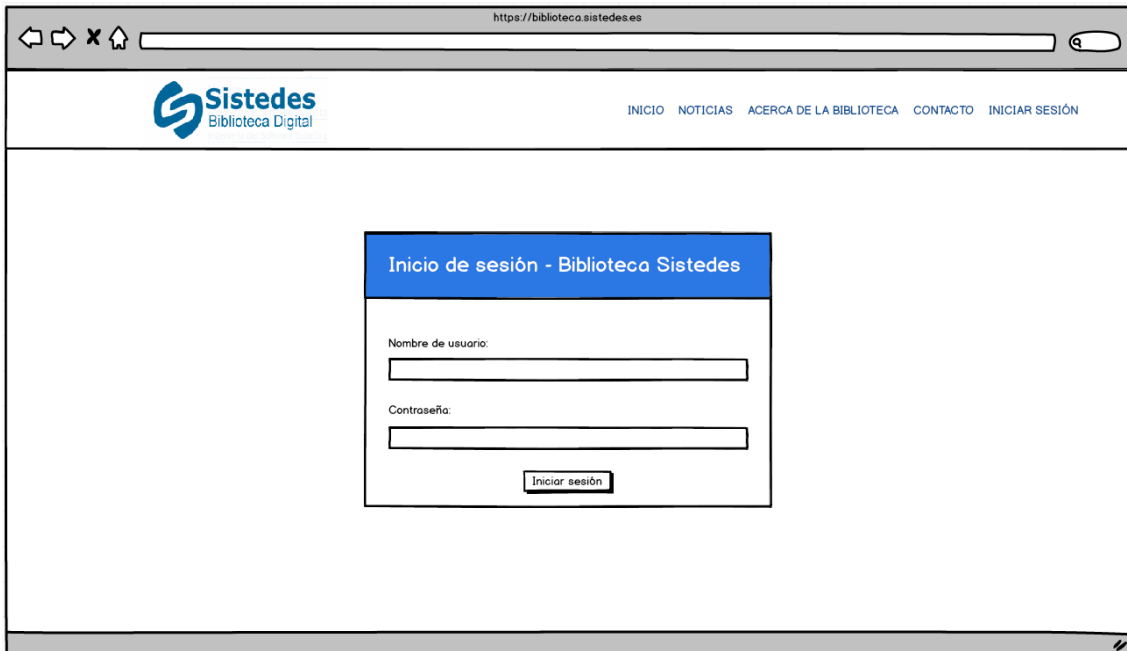 https://biblioteca.sistedes.es
Sistedes
Biblioteca Digital
INICIO NOTICIAS ACERCA DE LA BIBLIOTECA CONTACTO INICIAR SESIÓN
Inicio de sesión - Biblioteca Sistedes
Nombre de usuario:
Contraseña:
Iniciar sesión